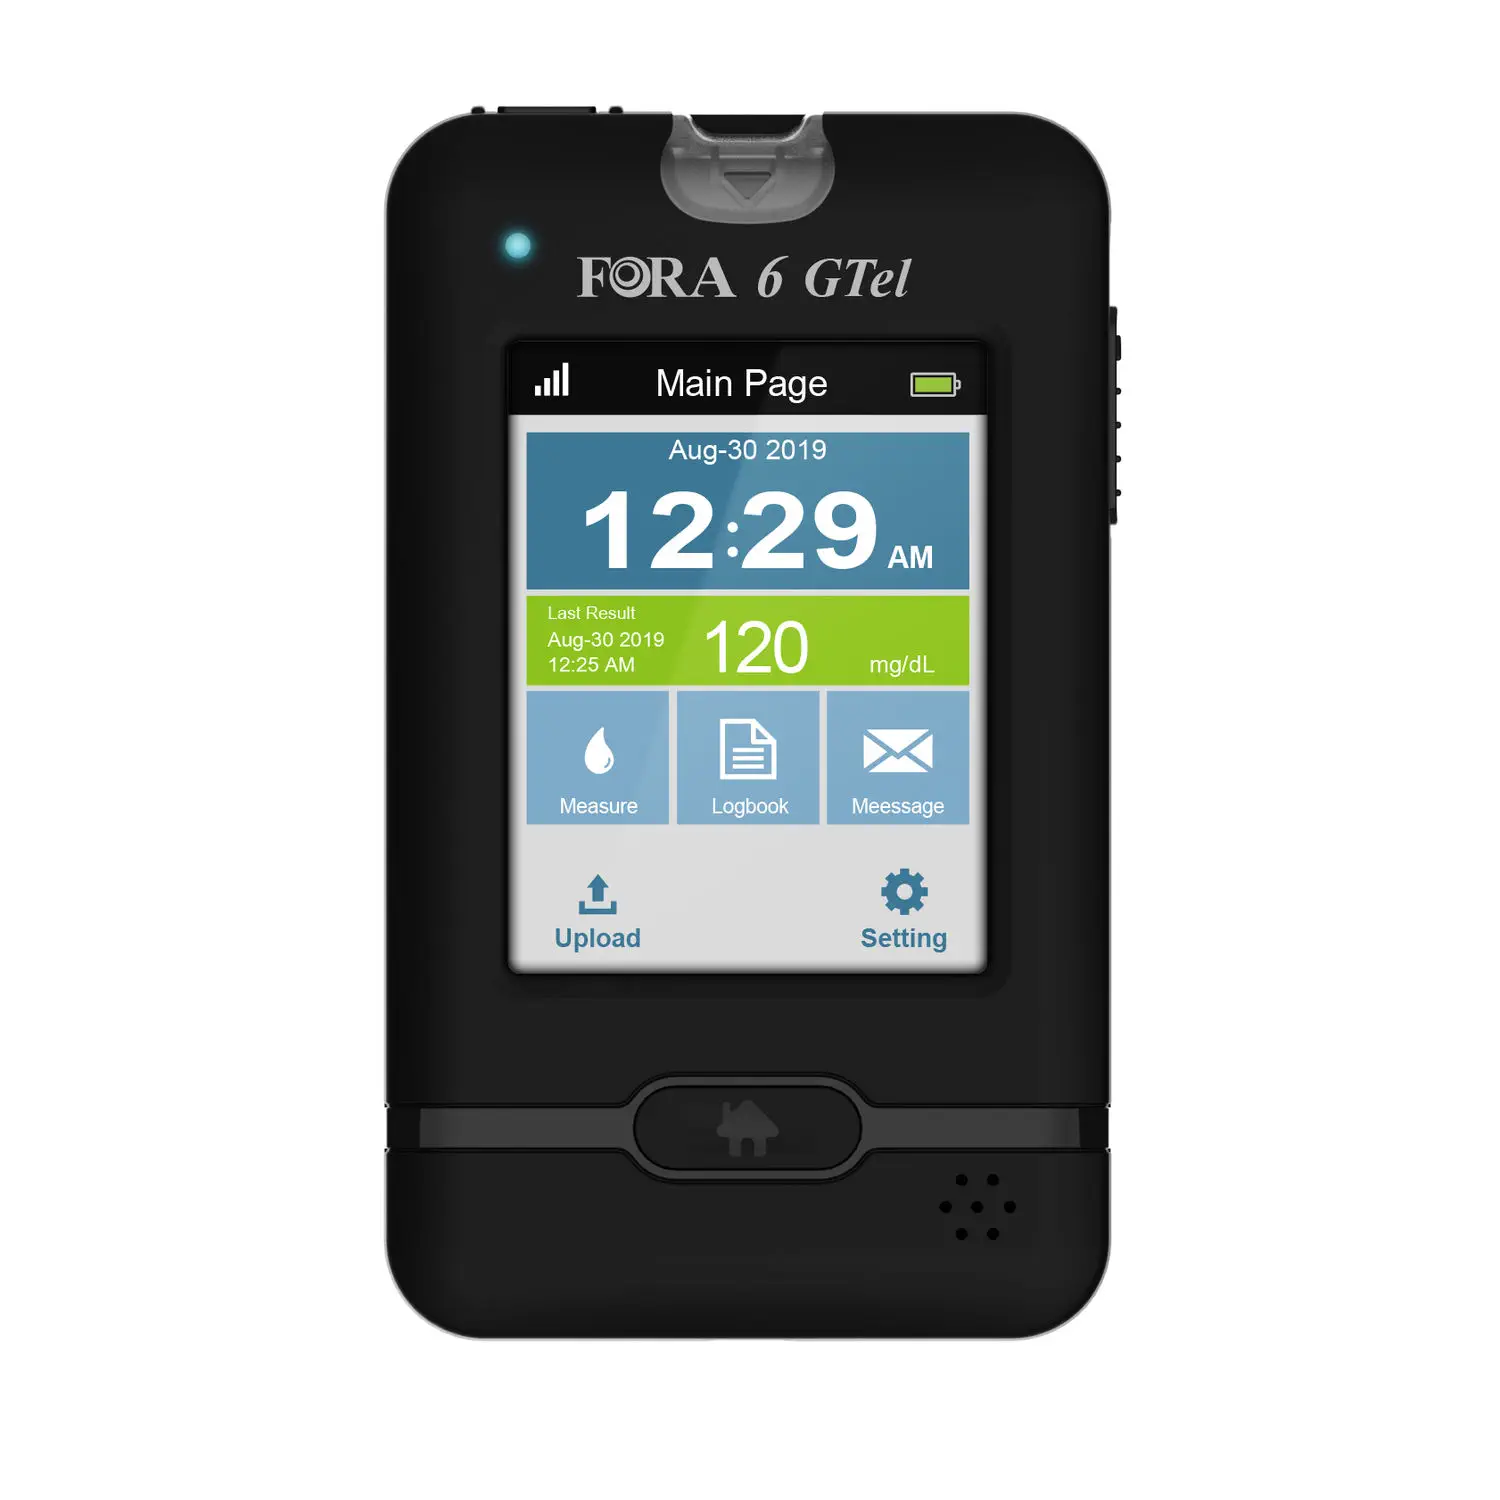 FORA 6 GTel
Main Page
Aug-30 2019
12:29 AM
Last Result
Aug-30 2019
12:25 AM
120 mg/dL
Measure
Logbook
Meessage
Upload
Setting